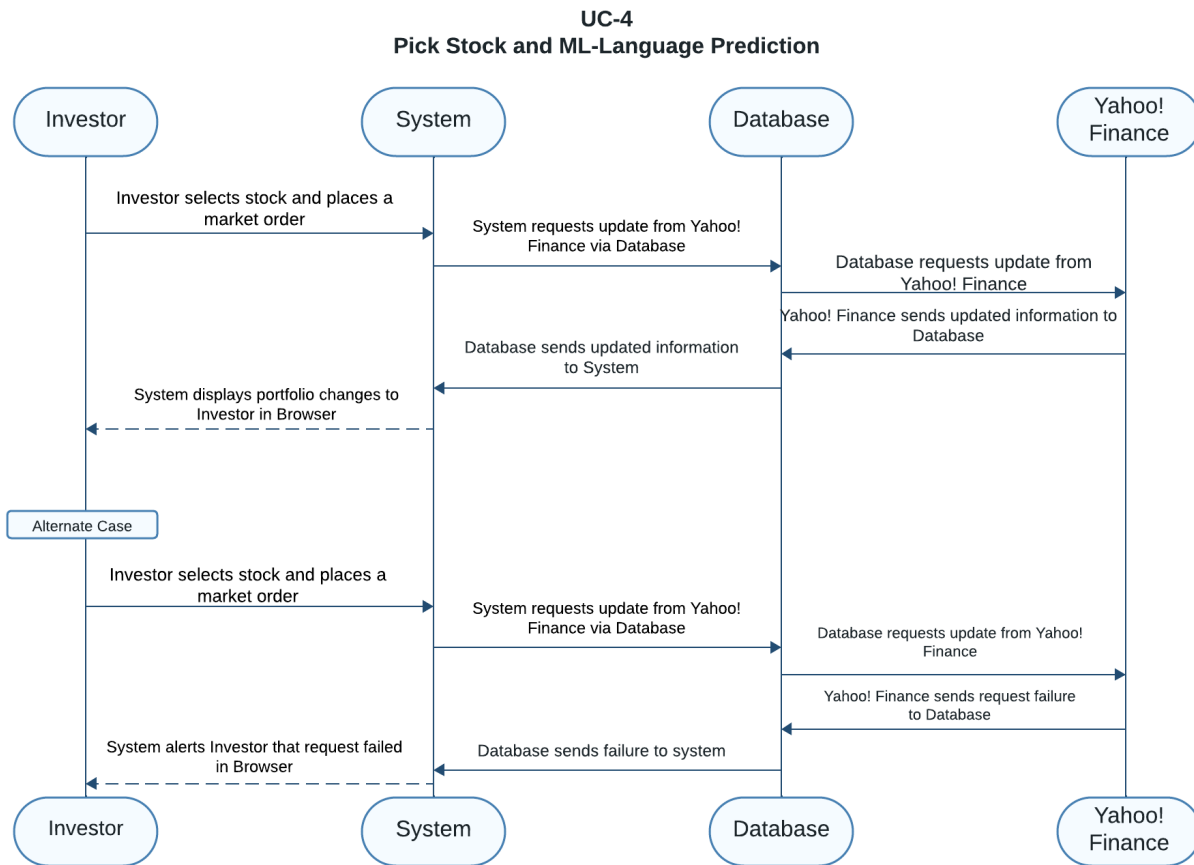 UC-4
Pick Stock and ML-Language Prediction
Investor
System
Database
Yahoo!
Finance
Investor selects stock and places a
market order
System requests update from Yahoo!
Finance via Database
Database requests update from
Yahoo! Finance
Yahoo! Finance sends updated information to
Database
Database sends updated information
to System
System displays portfolio changes to
Investor in Browser
Alternate Case
Investor selects stock and places a
market order
System requests update from Yahoo!
Finance via Database
Database requests update from Yahoo!
Finance
Yahoo! Finance sends request failure
to Database
Database sends failure to system
System alerts Investor that request failed
in Browser
Investor
System
Database
Yahoo!
Finance